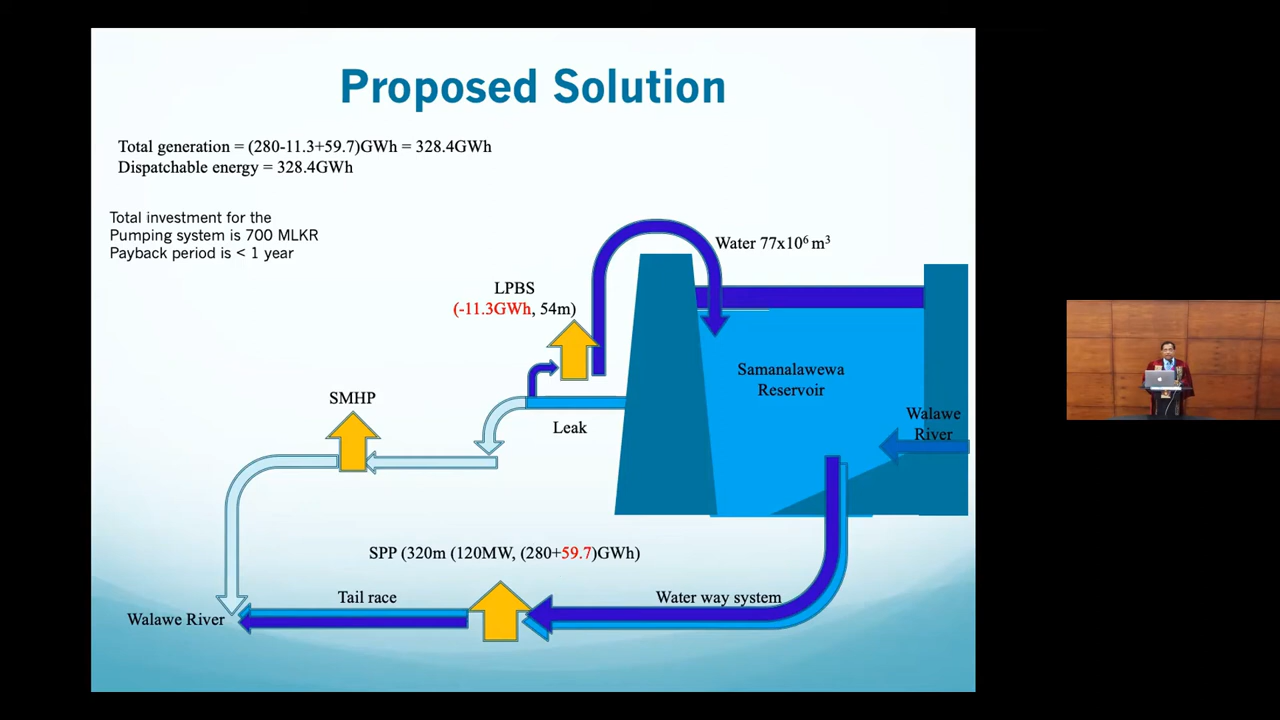 Proposed Solution
Total generation = (280-11.3+59.7)GWh = 328.4GWh
Dispatchable energy = 328.4GWh
Total investment for the
Pumping system is 700 MLKR
Payback period is < 1 year
Water 77x10⁶ m³
LPBS
(-11.3GWh, 54m)
Samanalawewa
Reservoir
SMHP
Walawe
River
Leak
SPP (320m (120MW, (280+59.7)GWh)
Tail race
Water way system
Walawe River